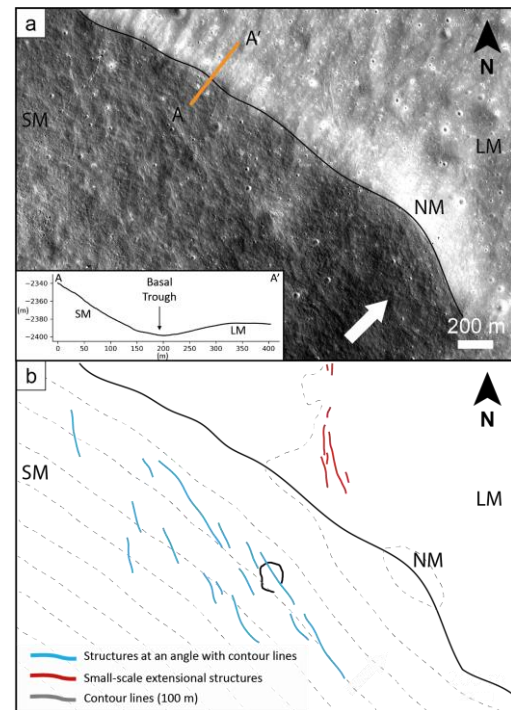 a
A'
N
SM
A
LM
NM
A
A'
Basal
Trough
−2340
−2360
[m]
−2380
−2400
SM
LM
0
50
100
150
200
250
300
350
400
[m]
200 m
b
N
SM
LM
NM
Structures at an angle with contour lines
Small-scale extensional structures
Contour lines (100 m)